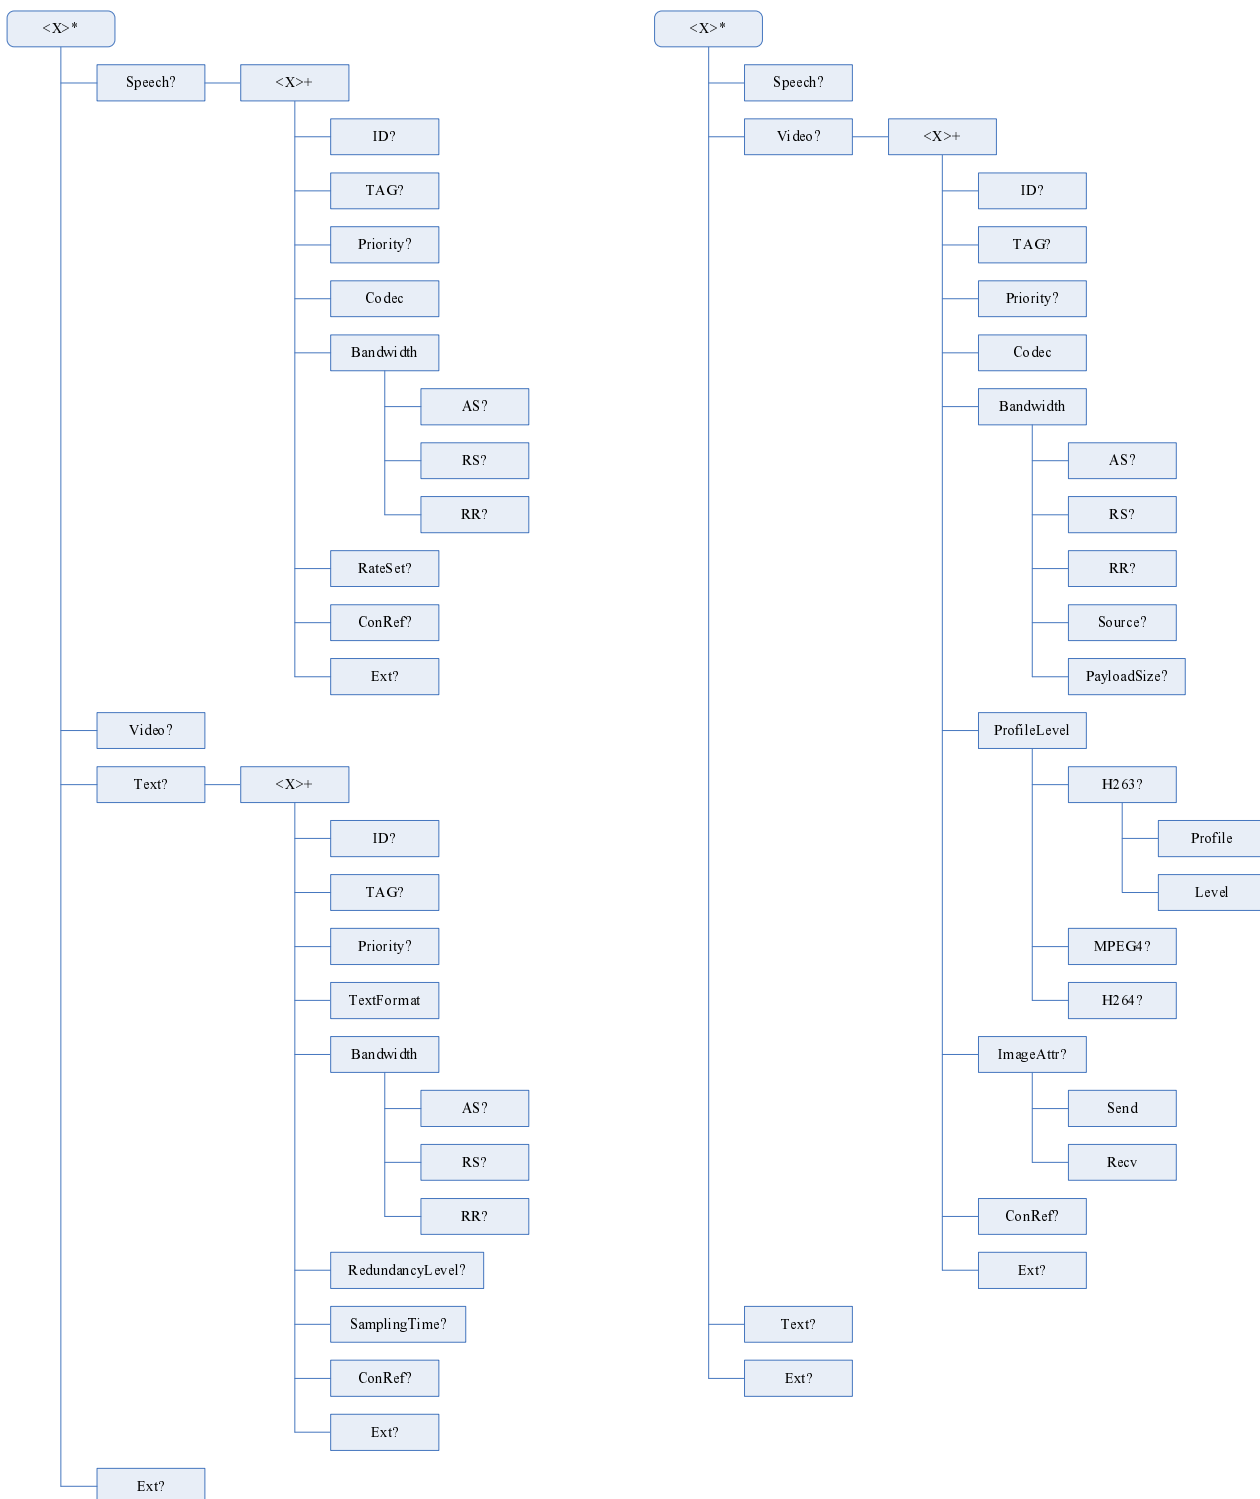 <X>*
Speech?
<X>+
ID?
TAG?
Priority?
Codec
Bandwidth
AS?
RS?
RR?
RateSet?
ConRef?
Ext?
Video?
Text?
<X>+
ID?
TAG?
Priority?
TextFormat
Bandwidth
AS?
RS?
RR?
RedundancyLevel?
SamplingTime?
ConRef?
Ext?
Ext?
<X>*
Speech?
Video?
<X>+
ID?
TAG?
Priority?
Codec
Bandwidth
AS?
RS?
RR?
Source?
PayloadSize?
ProfileLevel
H263?
Profile
Level
MPEG4?
H264?
ImageAttr?
Send
Recv
ConRef?
Ext?
Text?
Ext?